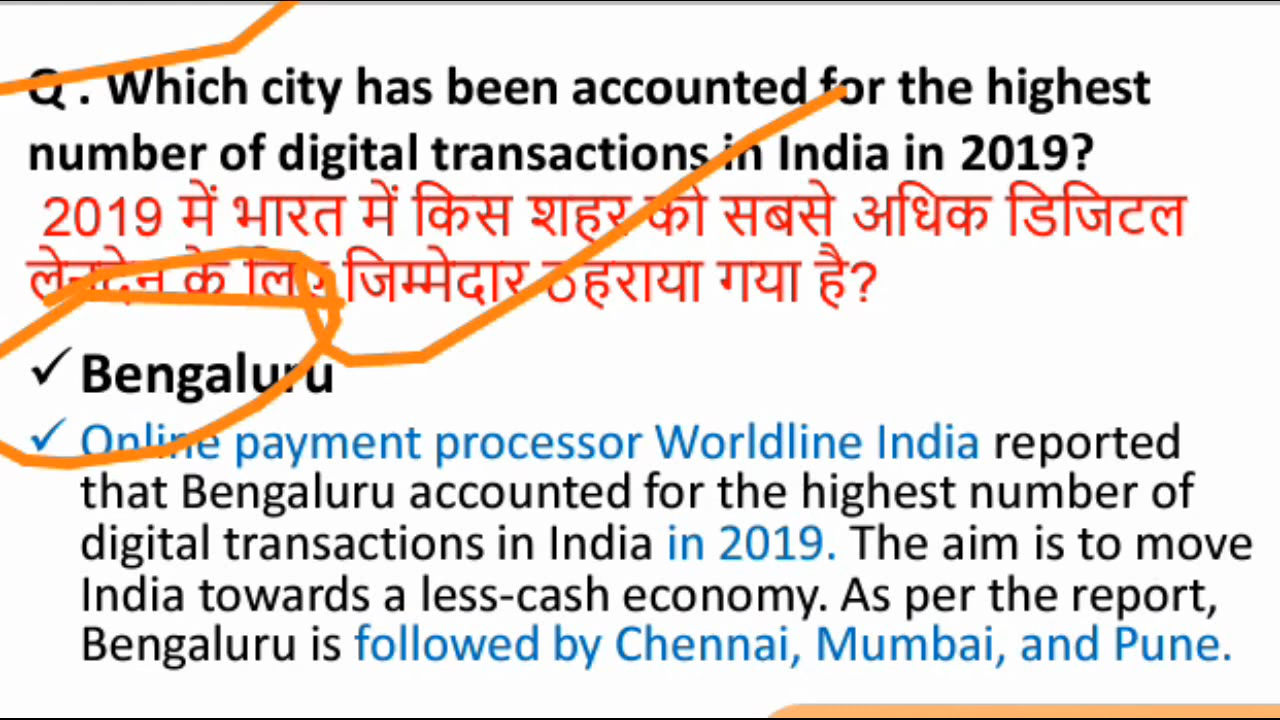 Q . Which city has been accounted for the highest
number of digital transactions in India in 2019?
2019 में भारत में किस शहर को सबसे अधिक डिजिटल
लेनदेन के लिए जिम्मेदार ठहराया गया है?
✓ Bengaluru
✓ Online payment processor Worldline India reported
that Bengaluru accounted for the highest number of
digital transactions in India in 2019. The aim is to move
India towards a less-cash economy. As per the report,
Bengaluru is followed by Chennai, Mumbai, and Pune.